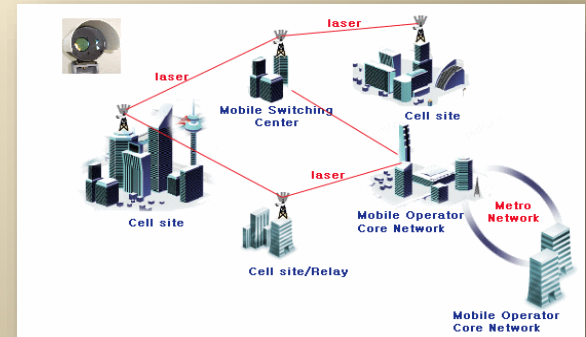 laser
laser
Mobile Switching
Center
Cell site
laser
Cell site
Mobile Operator
Core Network
Metro
Network
Cell site/Relay
Mobile Operator
Core Network